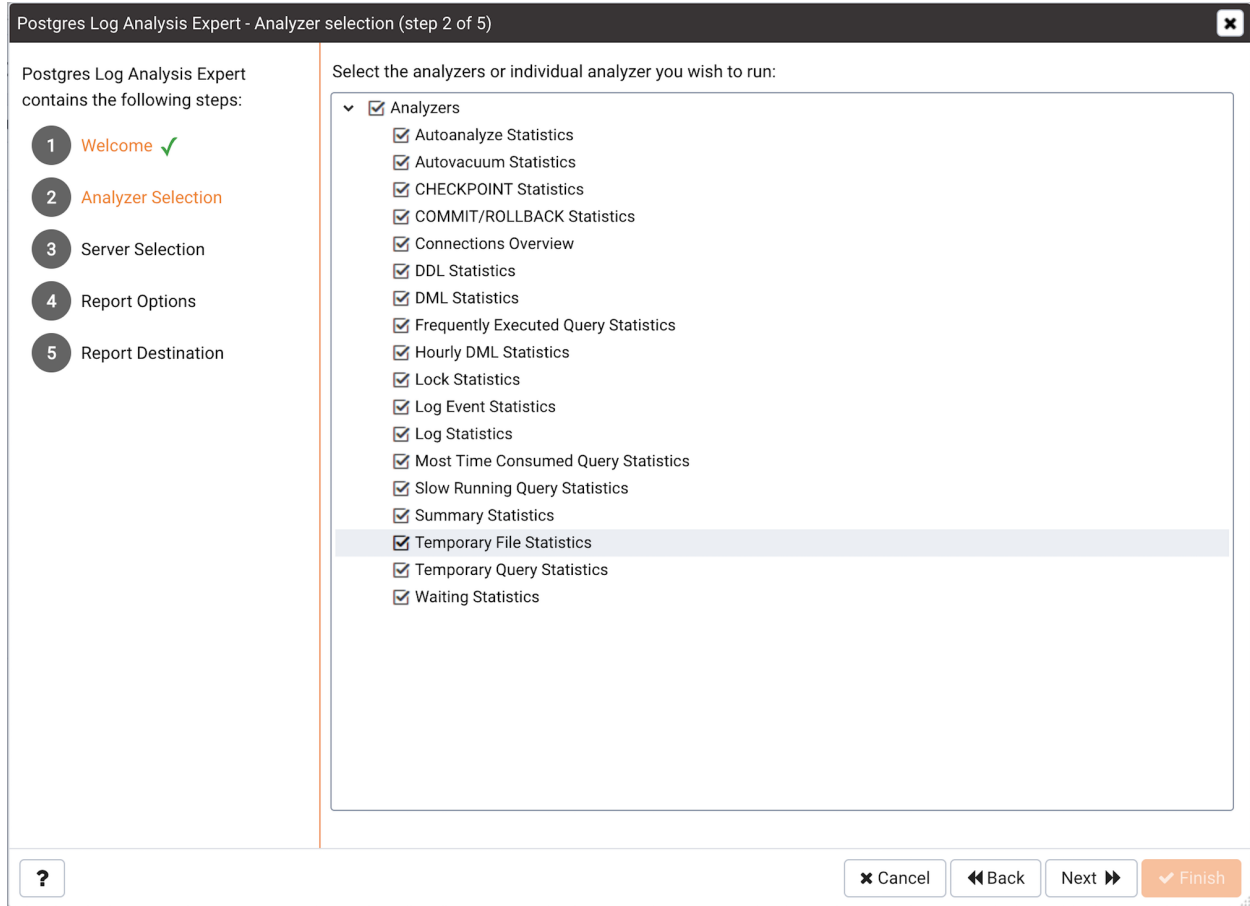 Postgres Log Analysis Expert - Analyzer selection (step 2 of 5)
Postgres Log Analysis Expert
contains the following steps:
1 Welcome
2 Analyzer Selection
3 Server Selection
4 Report Options
5 Report Destination
Select the analyzers or individual analyzer you wish to run:
Analyzers
Autoanalyze Statistics
Autovacuum Statistics
CHECKPOINT Statistics
COMMIT/ROLLBACK Statistics
Connections Overview
DDL Statistics
DML Statistics
Frequently Executed Query Statistics
Hourly DML Statistics
Lock Statistics
Log Event Statistics
Log Statistics
Most Time Consumed Query Statistics
Slow Running Query Statistics
Summary Statistics
Temporary File Statistics
Temporary Query Statistics
Waiting Statistics
? Cancel Back Next Finish